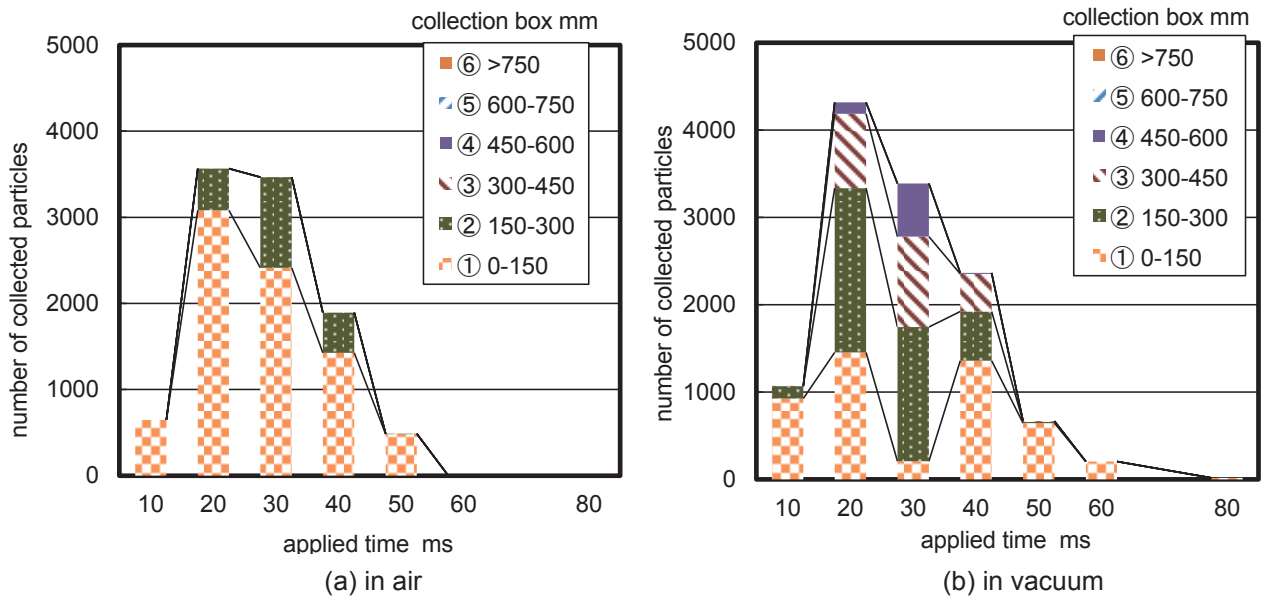 collection box mm
5000
4000
3000
2000
1000
0
number of collected particles
⑥ >750
⑤ 600-750
④ 450-600
③ 300-450
② 150-300
① 0-150
10 20 30 40 50 60 80
applied time ms
(a) in air
collection box mm
5000
4000
3000
2000
1000
0
number of collected particles
⑥ >750
⑤ 600-750
④ 450-600
③ 300-450
② 150-300
① 0-150
10 20 30 40 50 60 80
applied time ms
(b) in vacuum